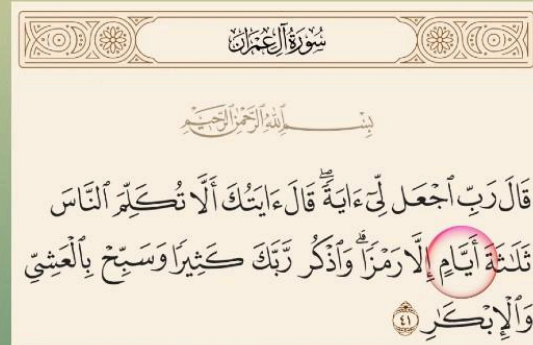 سُورَةُ آلِ عِمْرَانَ
بِسْمِ ٱللَّهِ ٱلرَّحْمَٰنِ ٱلرَّحِيمِ
قَالَ رَبِّ ٱجْعَل لِّىٓ ءَايَةًۖ قَالَ ءَايَتُكَ أَلَّا تُكَلِّمَ ٱلنَّاسَ
ثَلَٰثَةَ أَيَّامٍ إِلَّا رَمْزًاۗ وَٱذْكُر رَّبَّكَ كَثِيرًا وَسَبِّحْ بِٱلْعَشِىِّ
وَٱلْإِبْكَٰرِ ٤١